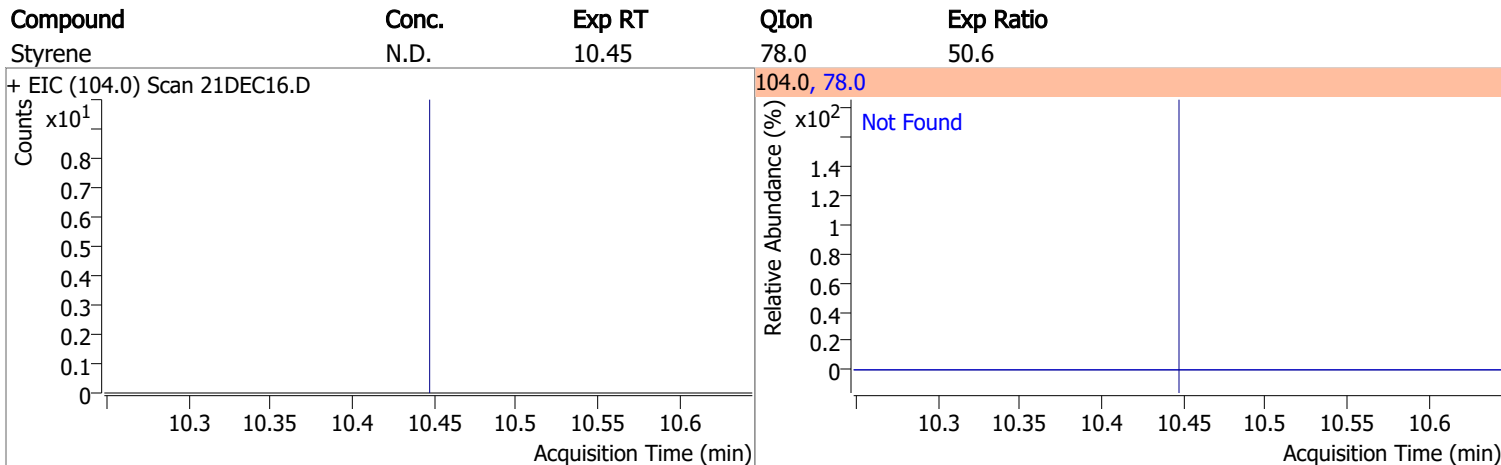 Compound Conc. Exp RT QIon Exp Ratio
Styrene N.D. 10.45 78.0 50.6
+ EIC (104.0) Scan 21DEC16.D
Counts
x10¹
0.8
0.7
0.6
0.5
0.4
0.3
0.2
0.1
0
10.3 10.35 10.4 10.45 10.5 10.55 10.6
Acquisition Time (min)
104.0, 78.0
Relative Abundance (%)
x10²
Not Found
1.4
1.2
1
0.8
0.6
0.4
0.2
0
10.3 10.35 10.4 10.45 10.5 10.55 10.6
Acquisition Time (min)